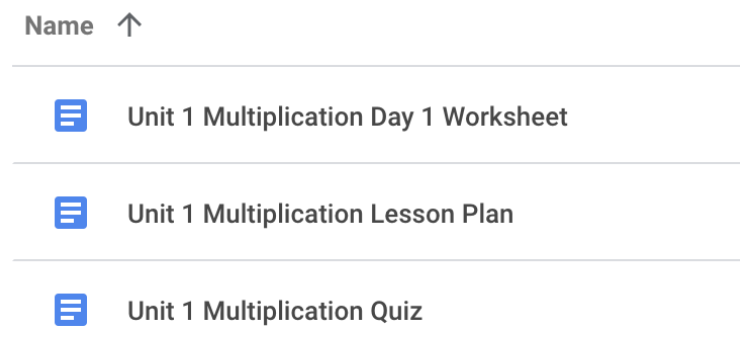 Name
Unit 1 Multiplication Day 1 Worksheet
Unit 1 Multiplication Lesson Plan
Unit 1 Multiplication Quiz